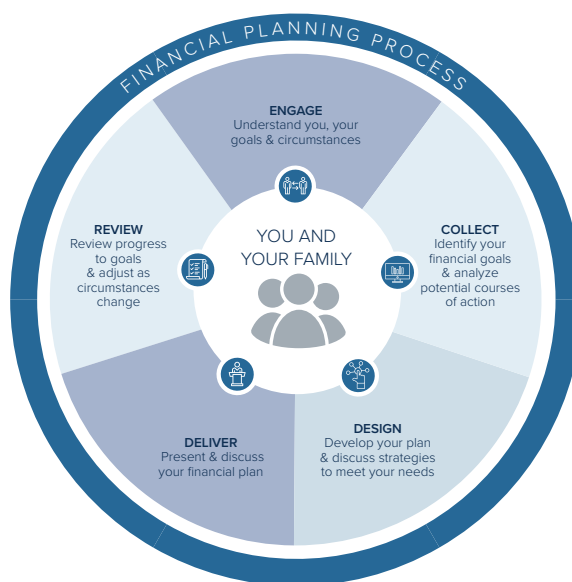 FINANCIAL PLANNING PROCESS
ENGAGE
Understand you, your
goals & circumstances
COLLECT
Identify your
financial goals
& analyze
potential courses
of action
DESIGN
Develop your plan
& discuss strategies
to meet your needs
DELIVER
Present & discuss
your financial plan
REVIEW
Review progress
to goals
& adjust as
circumstances
change
YOU AND
YOUR FAMILY